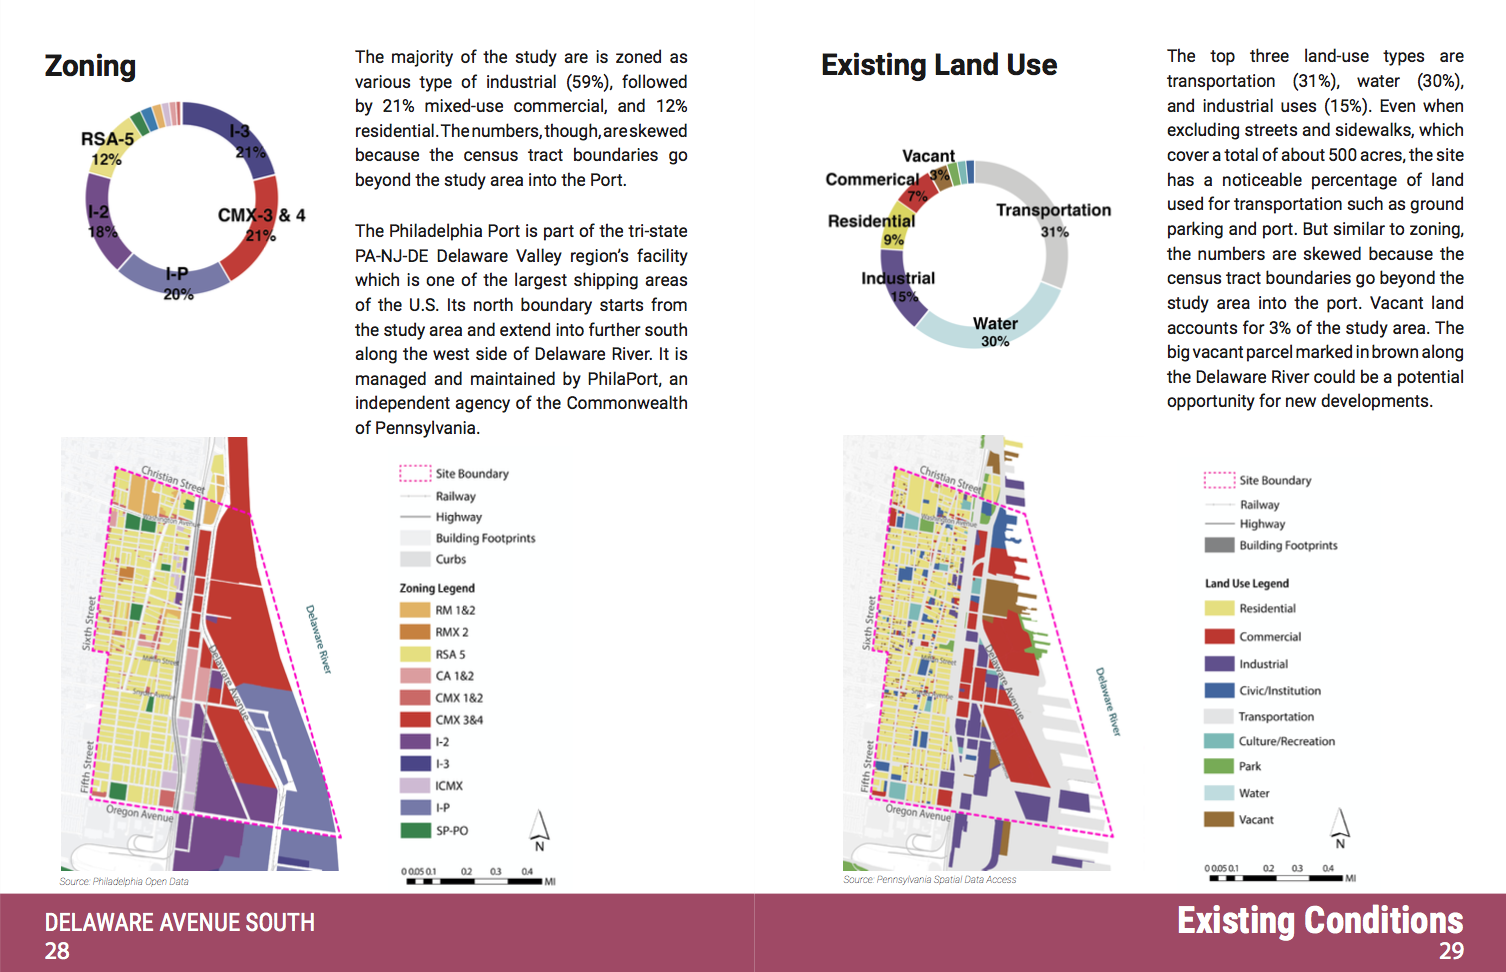 Zoning
RSA-5
12%
I-3
21%
I-2
18%
CMX-3 & 4
21%
I-P
20%
The majority of the study are is zoned as
various type of industrial (59%), followed
by 21% mixed-use commercial, and 12%
residential. The numbers, though, are skewed
because the census tract boundaries go
beyond the study area into the Port.
The Philadelphia Port is part of the tri-state
PA-NJ-DE Delaware Valley region's facility
which is one of the largest shipping areas
of the U.S. Its north boundary starts from
the study area and extend into further south
along the west side of Delaware River. It is
managed and maintained by PhilaPort, an
independent agency of the Commonwealth
of Pennsylvania.
Christian Street
Washington Avenue
Sixth Street
Mifflin Street
Snyder Avenue
Delaware Avenue
Delaware River
Fifth Street
Oregon Avenue
Source: Philadelphia Open Data
Site Boundary
Railway
Highway
Building Footprints
Curbs
Zoning Legend
RM 1&2
RMX 2
RSA 5
CA 1&2
CMX 1&2
CMX 3&4
I-2
I-3
ICMX
I-P
SP-PO
N
0 0.05 0.1 0.2 0.3 0.4
MI
DELAWARE AVENUE SOUTH
28
Existing Land Use
Vacant
3%
Commerical
7%
Residential
9%
Transportation
31%
Industrial
15%
Water
30%
The top three land-use types are
transportation (31%), water (30%),
and industrial uses (15%). Even when
excluding streets and sidewalks, which
cover a total of about 500 acres, the site
has a noticeable percentage of land
used for transportation such as ground
parking and port. But similar to zoning,
the numbers are skewed because the
census tract boundaries go beyond the
study area into the port. Vacant land
accounts for 3% of the study area. The
big vacant parcel marked in brown along
the Delaware River could be a potential
opportunity for new developments.
Christian Street
Washington Avenue
Sixth Street
Mifflin Street
Snyder Avenue
Delaware Avenue
Delaware River
Fifth Street
Oregon Avenue
Source: Pennsylvania Spatial Data Access
Site Boundary
Railway
Highway
Building Footprints
Land Use Legend
Residential
Commercial
Industrial
Civic/Institution
Transportation
Culture/Recreation
Park
Water
Vacant
N
0 0.05 0.1 0.2 0.3 0.4
MI
Existing Conditions
29